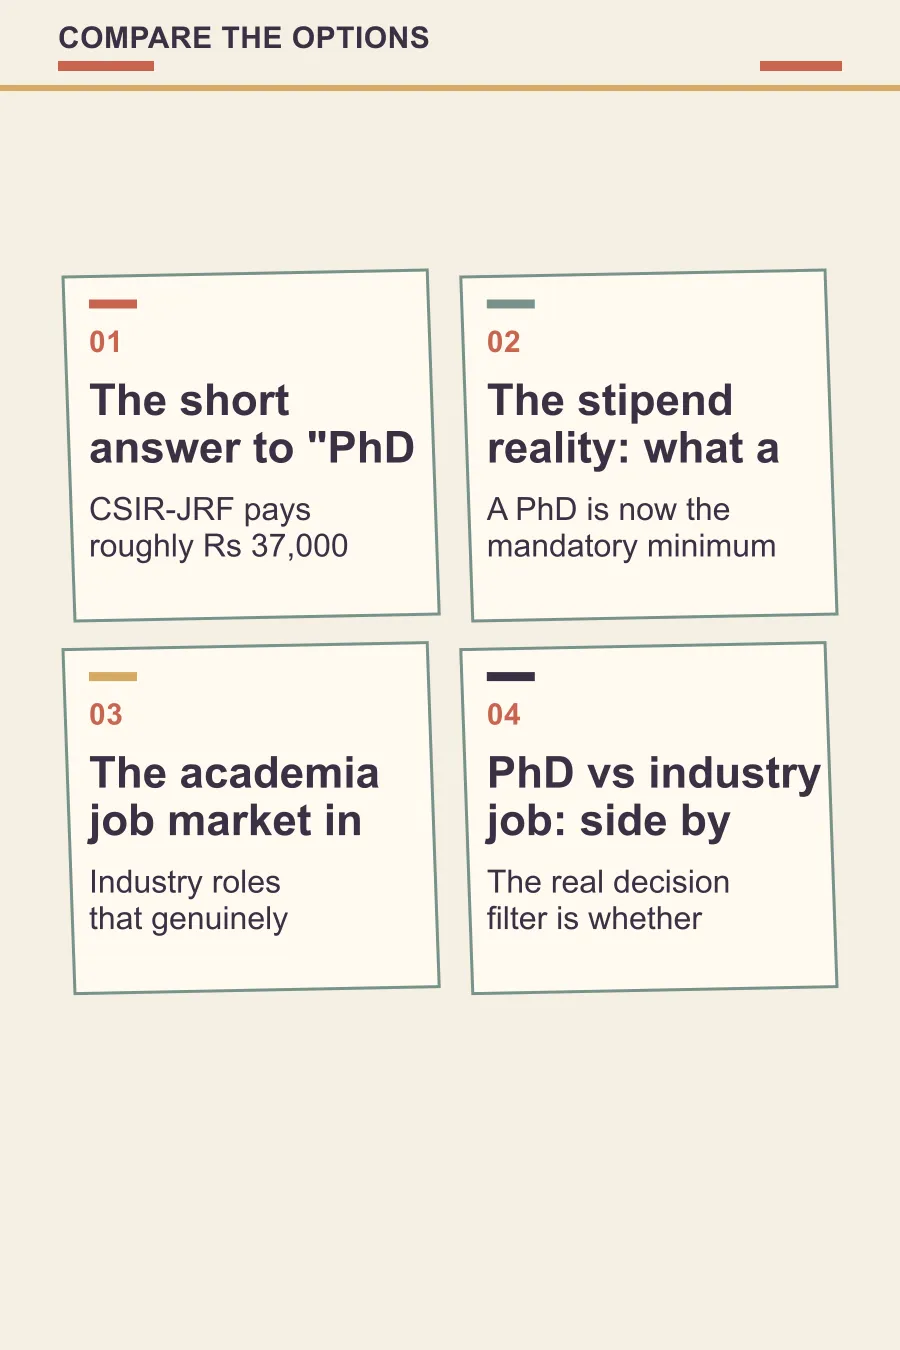 COMPARE THE OPTIONS
01
The short
answer to "PhD
CSIR-JRF pays
roughly Rs 37,000
02
The stipend
reality: what a
A PhD is now the
mandatory minimum
03
The academia
job market in
Industry roles
that genuinely
04
PhD vs industry
job: side by
The real decision
filter is whether